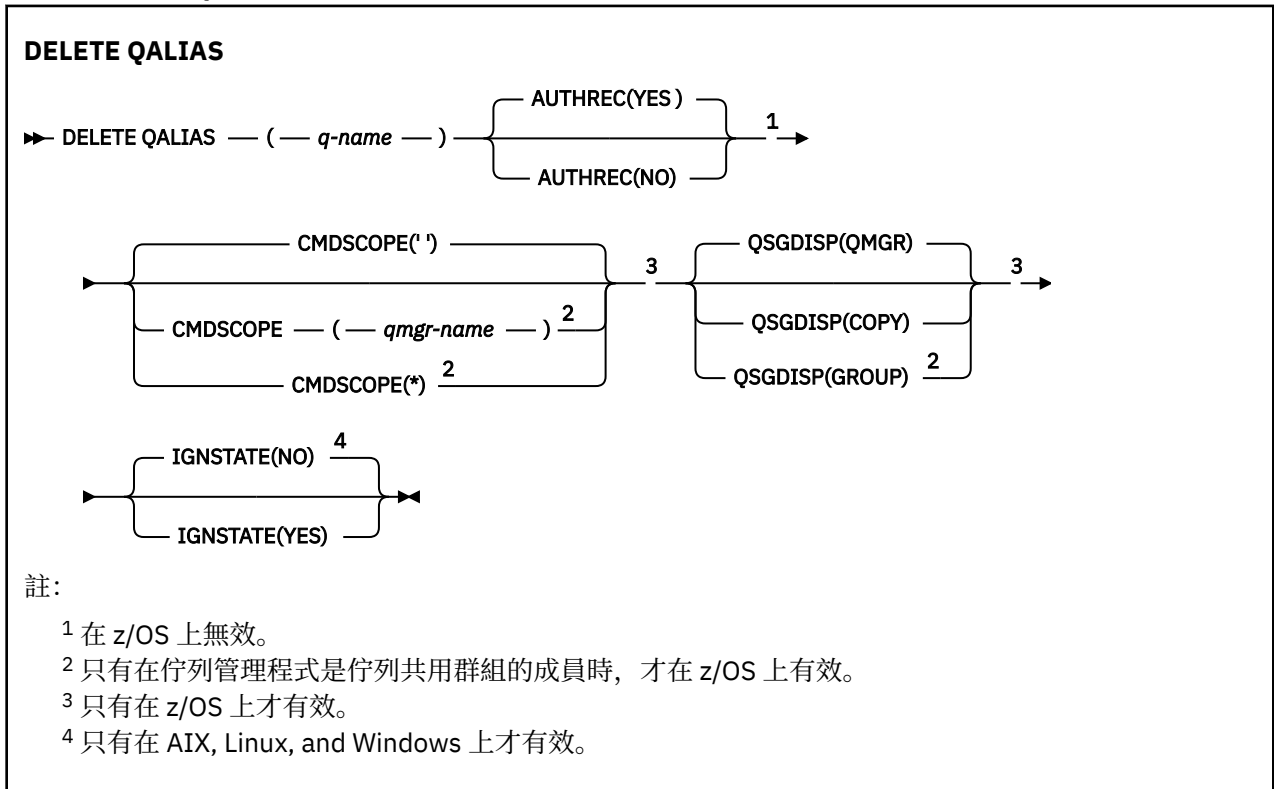 DELETE QALIAS
AUTHREC(YES )
DELETE QALIAS ( q-name ) 1
AUTHREC(NO)
CMDSCOPE(' ') QSGDISP(QMGR)
3 3
CMDSCOPE ( qmgr-name ) 2 QSGDISP(COPY)
CMDSCOPE(*) 2 QSGDISP(GROUP) 2
IGNSTATE(NO) 4
IGNSTATE(YES)
註：
1 在 z/OS 上無效。
2 只有在佇列管理程式是佇列共用群組的成員時，才在 z/OS 上有效。
3 只有在 z/OS 上才有效。
4 只有在 AIX, Linux, and Windows 上才有效。